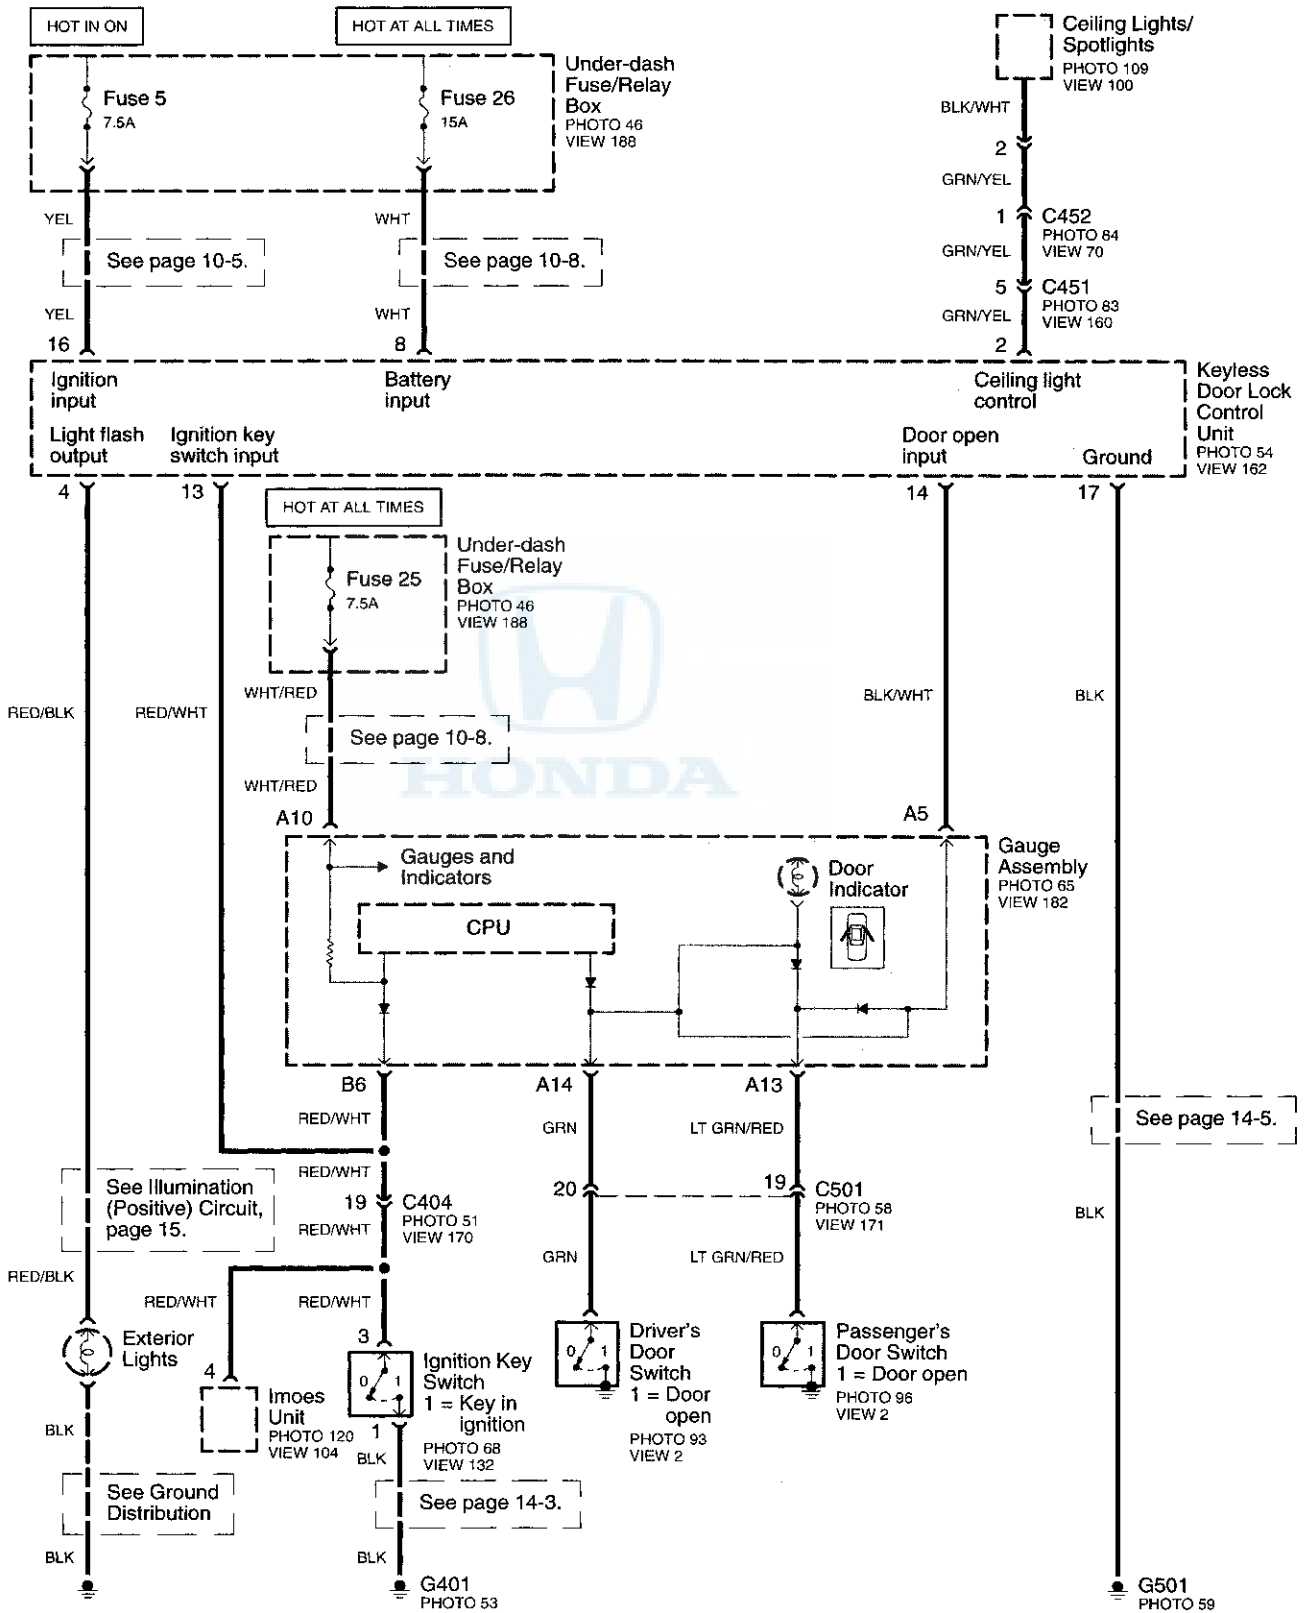 HOT IN ON
HOT AT ALL TIMES
Ceiling Lights/
Spotlights
PHOTO 109
VIEW 100
Under-dash
Fuse/Relay
Box
PHOTO 46
VIEW 188
Fuse 5
7.5A
Fuse 26
15A
BLK/WHT
2
GRN/YEL
1
C452
PHOTO 84
VIEW 70
GRN/YEL
5
C451
PHOTO 83
VIEW 160
GRN/YEL
2
YEL
See page 10-5.
YEL
16
WHT
See page 10-8.
WHT
8
Ignition
input
Battery
input
Ceiling light
control
Keyless
Door Lock
Control
Unit
PHOTO 54
VIEW 162
Light flash
output
Ignition key
switch input
Door open
input
Ground
4
13
14
17
HOT AT ALL TIMES
Under-dash
Fuse/Relay
Box
PHOTO 46
VIEW 188
Fuse 25
7.5A
WHT/RED
RED/BLK
RED/WHT
See page 10-8.
WHT/RED
BLK/WHT
BLK
HONDA
A10
A5
Gauges and
Indicators
CPU
Door
Indicator
Gauge
Assembly
PHOTO 65
VIEW 182
B6
A14
A13
RED/WHT
GRN
LT GRN/RED
See page 14-5.
RED/WHT
19
C404
PHOTO 51
VIEW 170
20
19
C501
PHOTO 58
VIEW 171
BLK
See Illumination
(Positive) Circuit,
page 15.
RED/WHT
GRN
LT GRN/RED
RED/BLK
RED/WHT
RED/WHT
Exterior
Lights
4
Imoes
Unit
PHOTO 120
VIEW 104
3
0
1
Ignition Key
Switch
1 = Key in
ignition
PHOTO 68
VIEW 132
0
1
Driver's
Door
Switch
1 = Door
open
PHOTO 93
VIEW 2
0
1
Passenger's
Door Switch
1 = Door open
PHOTO 96
VIEW 2
1
BLK
BLK
See Ground
Distribution
See page 14-3.
BLK
BLK
G401
PHOTO 53
G501
PHOTO 59